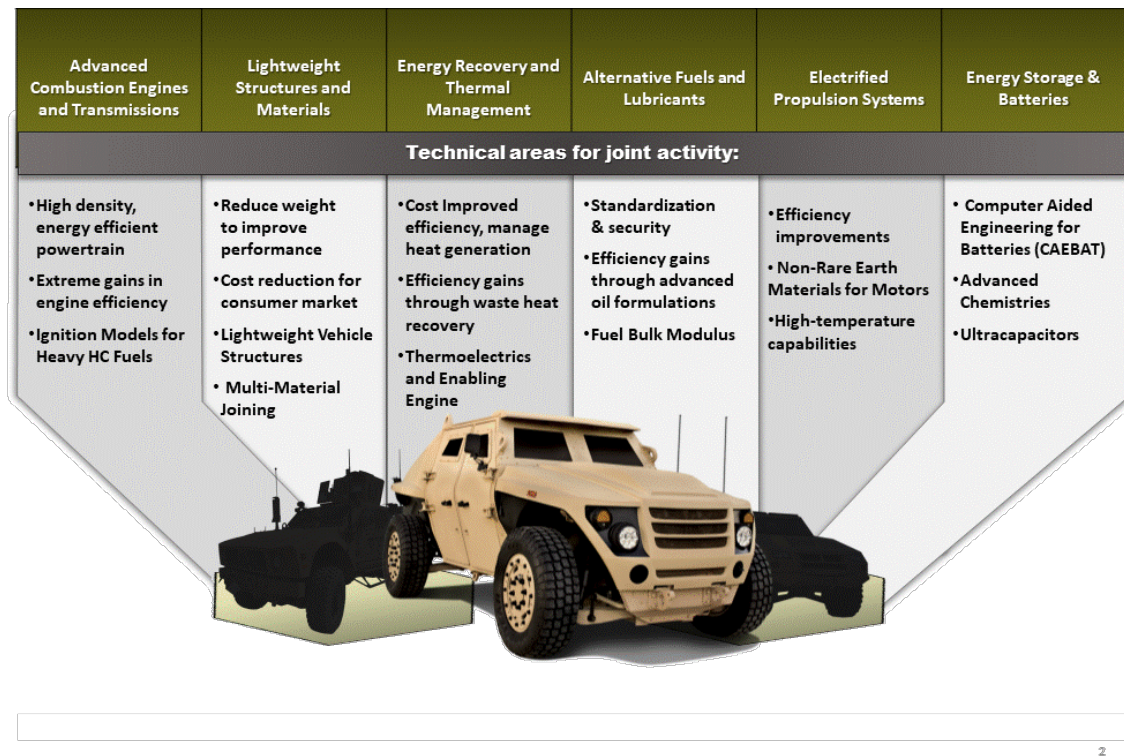 Advanced
Combustion Engines
and Transmissions
Lightweight
Structures and
Materials
Energy Recovery and
Thermal
Management
Alternative Fuels and
Lubricants
Electrified
Propulsion Systems
Energy Storage &
Batteries
Technical areas for joint activity:
•High density,
energy efficient
powertrain
•Extreme gains in
engine efficiency
•Ignition Models for
Heavy HC Fuels
•Reduce weight
to improve
performance
•Cost reduction for
consumer market
•Lightweight Vehicle
Structures
• Multi-Material
Joining
•Cost Improved
efficiency, manage
heat generation
•Efficiency gains
through waste heat
recovery
•Thermoelectrics
and Enabling
Engine
•Standardization
& security
•Efficiency gains
through advanced
oil formulations
•Fuel Bulk Modulus
•Efficiency
improvements
• Non-Rare Earth
Materials for Motors
•High-temperature
capabilities
• Computer Aided
Engineering for
Batteries (CAEBAT)
•Advanced
Chemistries
•Ultracapacitors
2